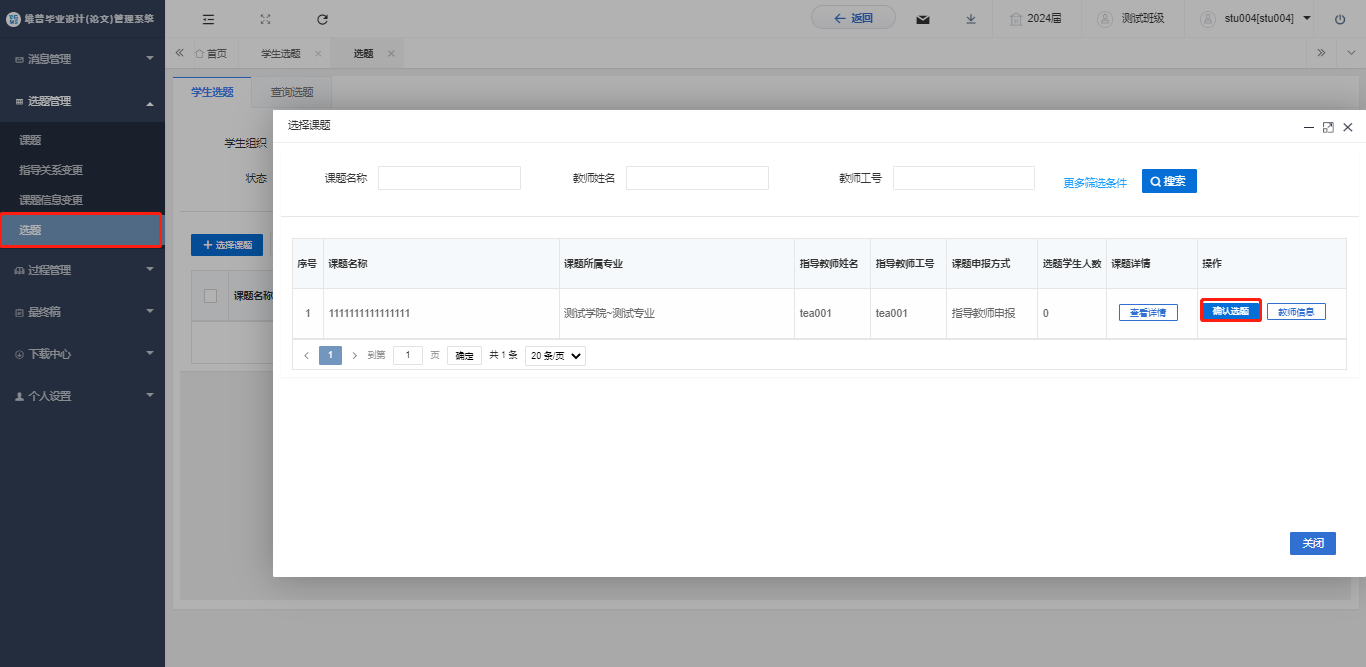 维普毕业设计(论文)管理系统
返回
2024届
测试班级
stu004[stu004]
消息管理
选题管理
课题
指导关系变更
课题信息变更
选题
过程管理
最终稿
下载中心
个人设置
首页
学生选题
选题
学生选题
查询选题
学生组织
状态
选择课题
课题名称
选择课题
课题名称
教师姓名
教师工号
更多筛选条件
搜索
序号 课题名称 课题所属专业 指导教师姓名 指导教师工号 课题申报方式 选题学生人数 课题详情 操作
1 1111111111111111 测试学院~测试专业 tea001 tea001 指导教师申报 0 查看详情 确认选题 教师信息
1 到第 1 页 确定 共 1 条 20 条/页
关闭